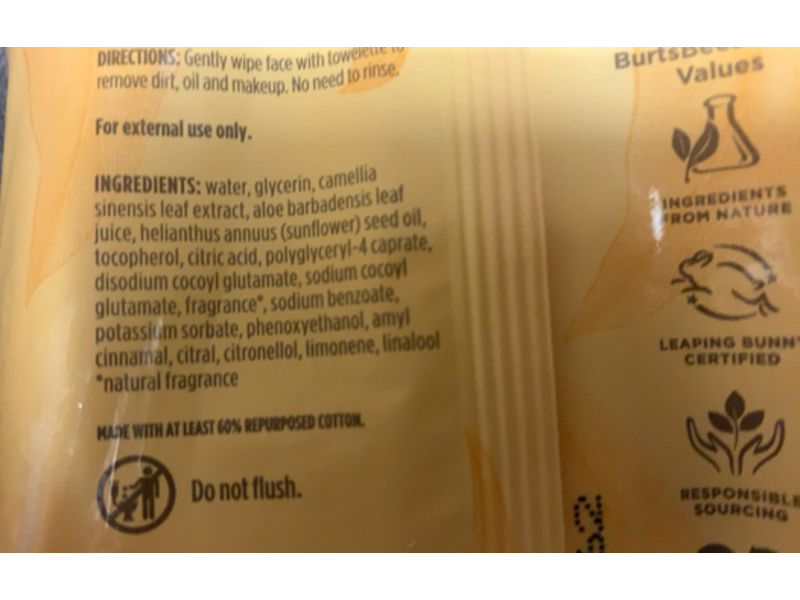 DIRECTIONS: Gently wipe face with towelette to
remove dirt, oil and makeup. No need to rinse.
For external use only.
INGREDIENTS: water, glycerin, camellia
sinensis leaf extract, aloe barbadensis leaf
juice, helianthus annuus (sunflower) seed oil,
tocopherol, citric acid, polyglyceryl-4 caprate,
disodium cocoyl glutamate, sodium cocoyl
glutamate, fragrance*, sodium benzoate,
potassium sorbate, phenoxyethanol, amyl
cinnamal, citral, citronellol, limonene, linalool
*natural fragrance
MADE WITH AT LEAST 60% REPURPOSED COTTON.
Do not flush.
Values
INGREDIENTS
FROM NATURE
LEAPING BUNNY
CERTIFIED
RESPONSIBLE
SOURCING